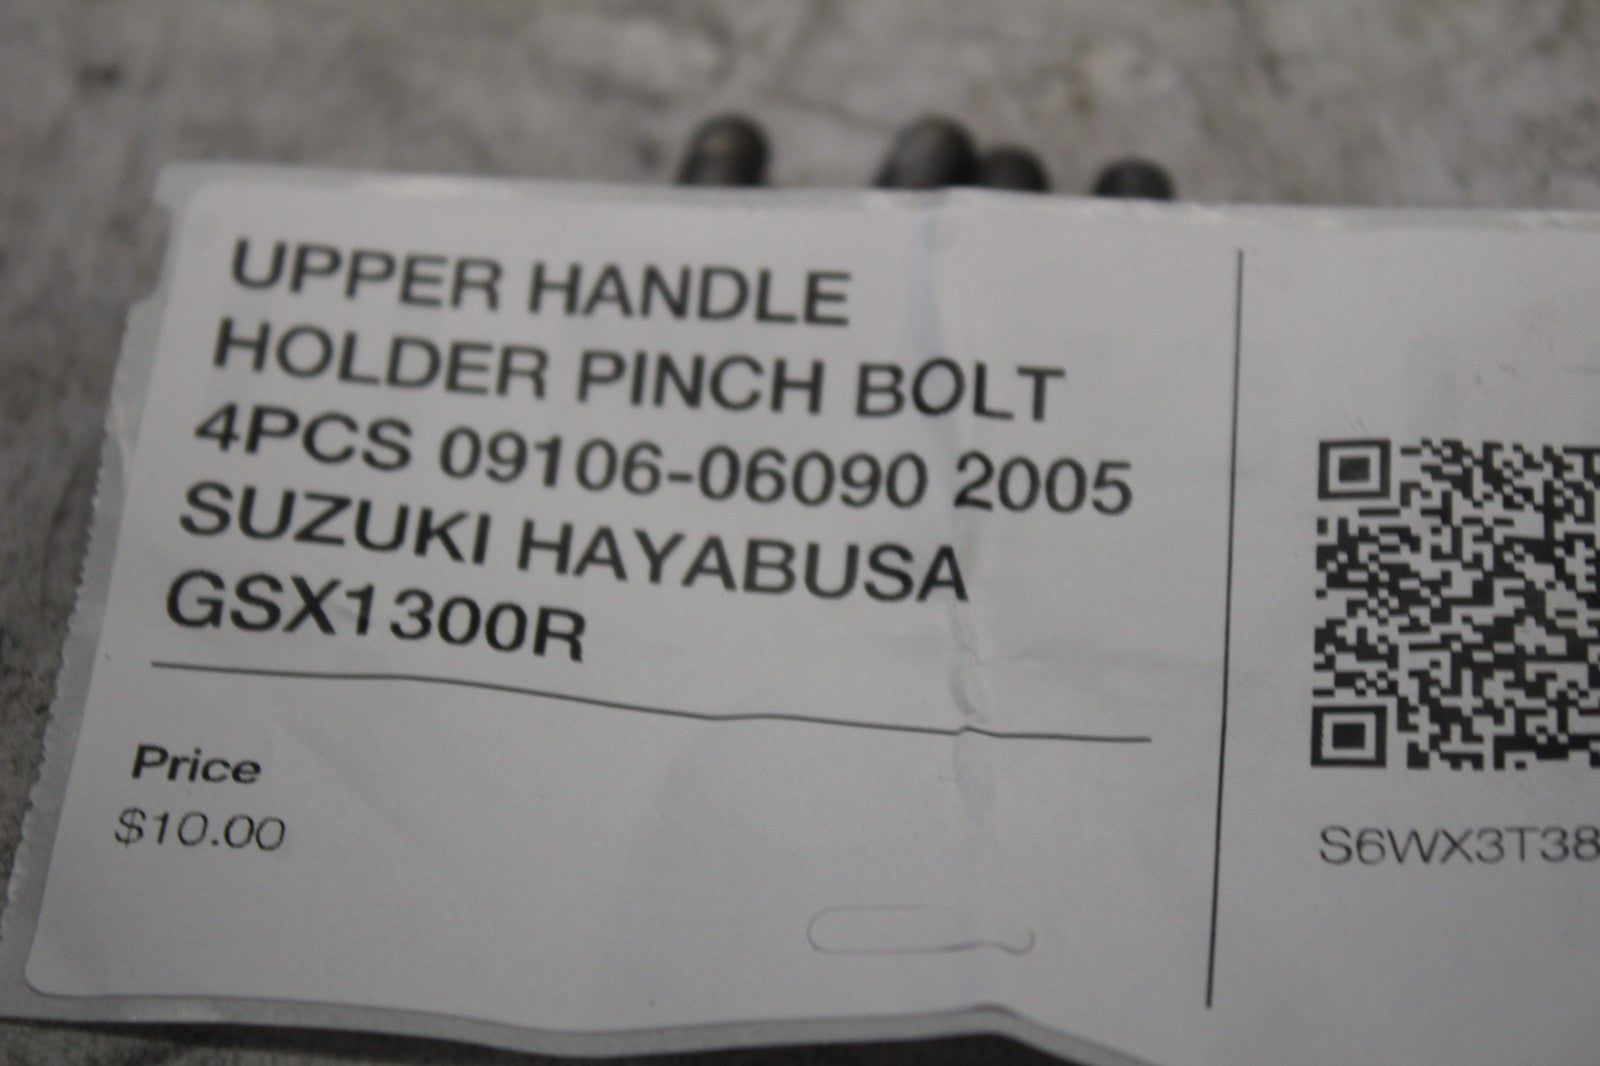 UPPER HANDLE
HOLDER PINCH BOLT
4PCS 09106-06090 2005
SUZUKI HAYABUSA
GSX1300R
Price
$10.00
S6WX3T38